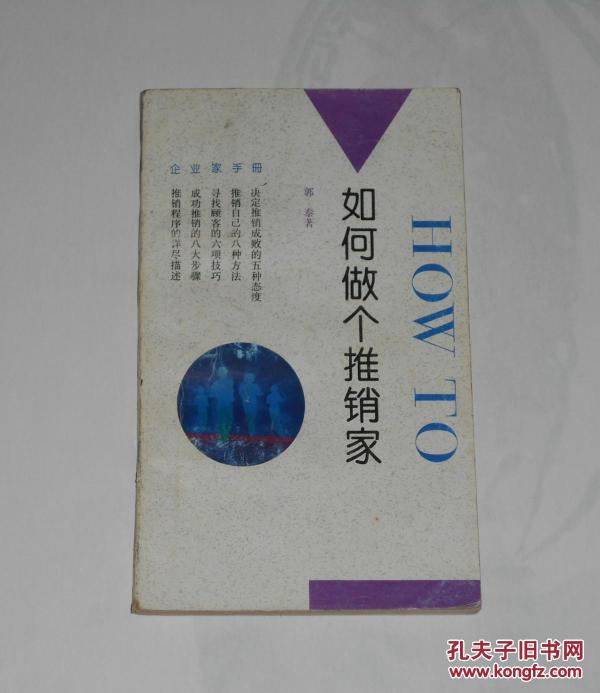 HOW TO
如何做个推销家
郭泰著
企业家手册
决定推销成败的五种态度
推销自己的八种方法
寻找顾客的六项技巧
成功推销的八大步骤
推销程序的详尽描述
孔夫子旧书网
www.kongfz.com